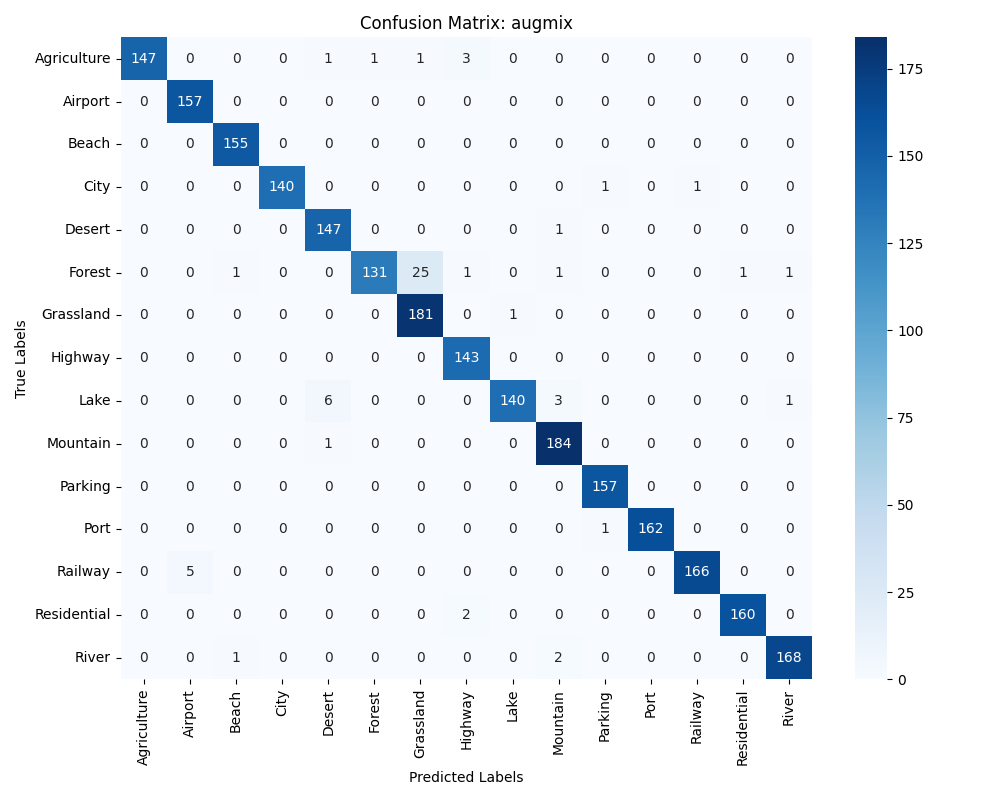 Confusion Matrix: augmix
Agriculture 147 0 0 0 1 1 1 3 0 0 0 0 0 0 0
Airport 0 157 0 0 0 0 0 0 0 0 0 0 0 0 0
Beach 0 0 155 0 0 0 0 0 0 0 0 0 0 0 0
City 0 0 0 140 0 0 0 0 0 0 1 0 1 0 0
Desert 0 0 0 0 147 0 0 0 0 1 0 0 0 0 0
Forest 0 0 1 0 0 131 25 1 0 1 0 0 0 1 1
Grassland 0 0 0 0 0 0 181 0 1 0 0 0 0 0 0
Highway 0 0 0 0 0 0 0 143 0 0 0 0 0 0 0
Lake 0 0 0 0 6 0 0 0 140 3 0 0 0 0 1
Mountain 0 0 0 0 1 0 0 0 0 184 0 0 0 0 0
Parking 0 0 0 0 0 0 0 0 0 0 157 0 0 0 0
Port 0 0 0 0 0 0 0 0 0 0 1 162 0 0 0
Railway 0 5 0 0 0 0 0 0 0 0 0 0 166 0 0
Residential 0 0 0 0 0 0 0 2 0 0 0 0 0 160 0
River 0 0 1 0 0 0 0 0 0 2 0 0 0 0 168
True Labels
Agriculture
Airport
Beach
City
Desert
Forest
Grassland
Highway
Lake
Mountain
Parking
Port
Railway
Residential
River
Predicted Labels
175
150
125
100
75
50
25
0